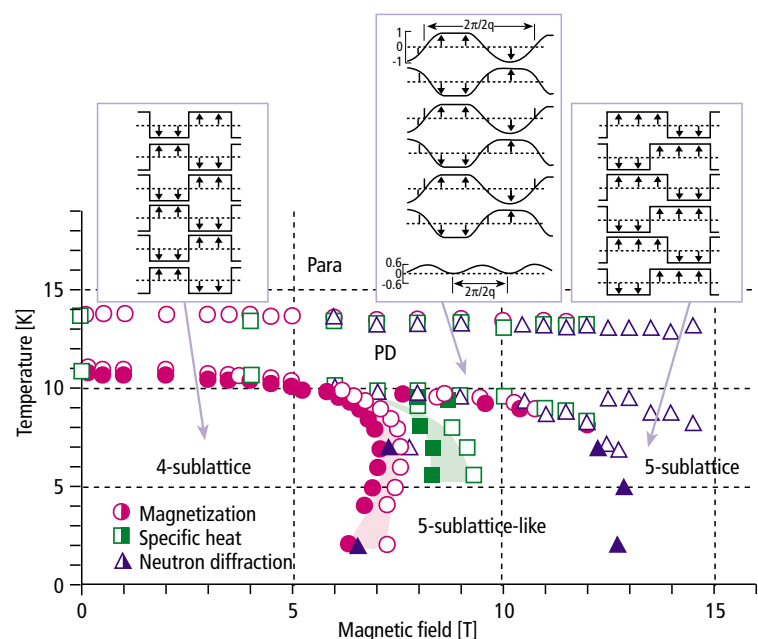 2π/2q
1
0
-1
0.6
0
-0.6
2π/2q
Para
15
PD
10
4-sublattice
5-sublattice
5
5-sublattice-like
Magnetization
Specific heat
Neutron diffraction
0
0
5
10
15
Temperature [K]
Magnetic field [T]